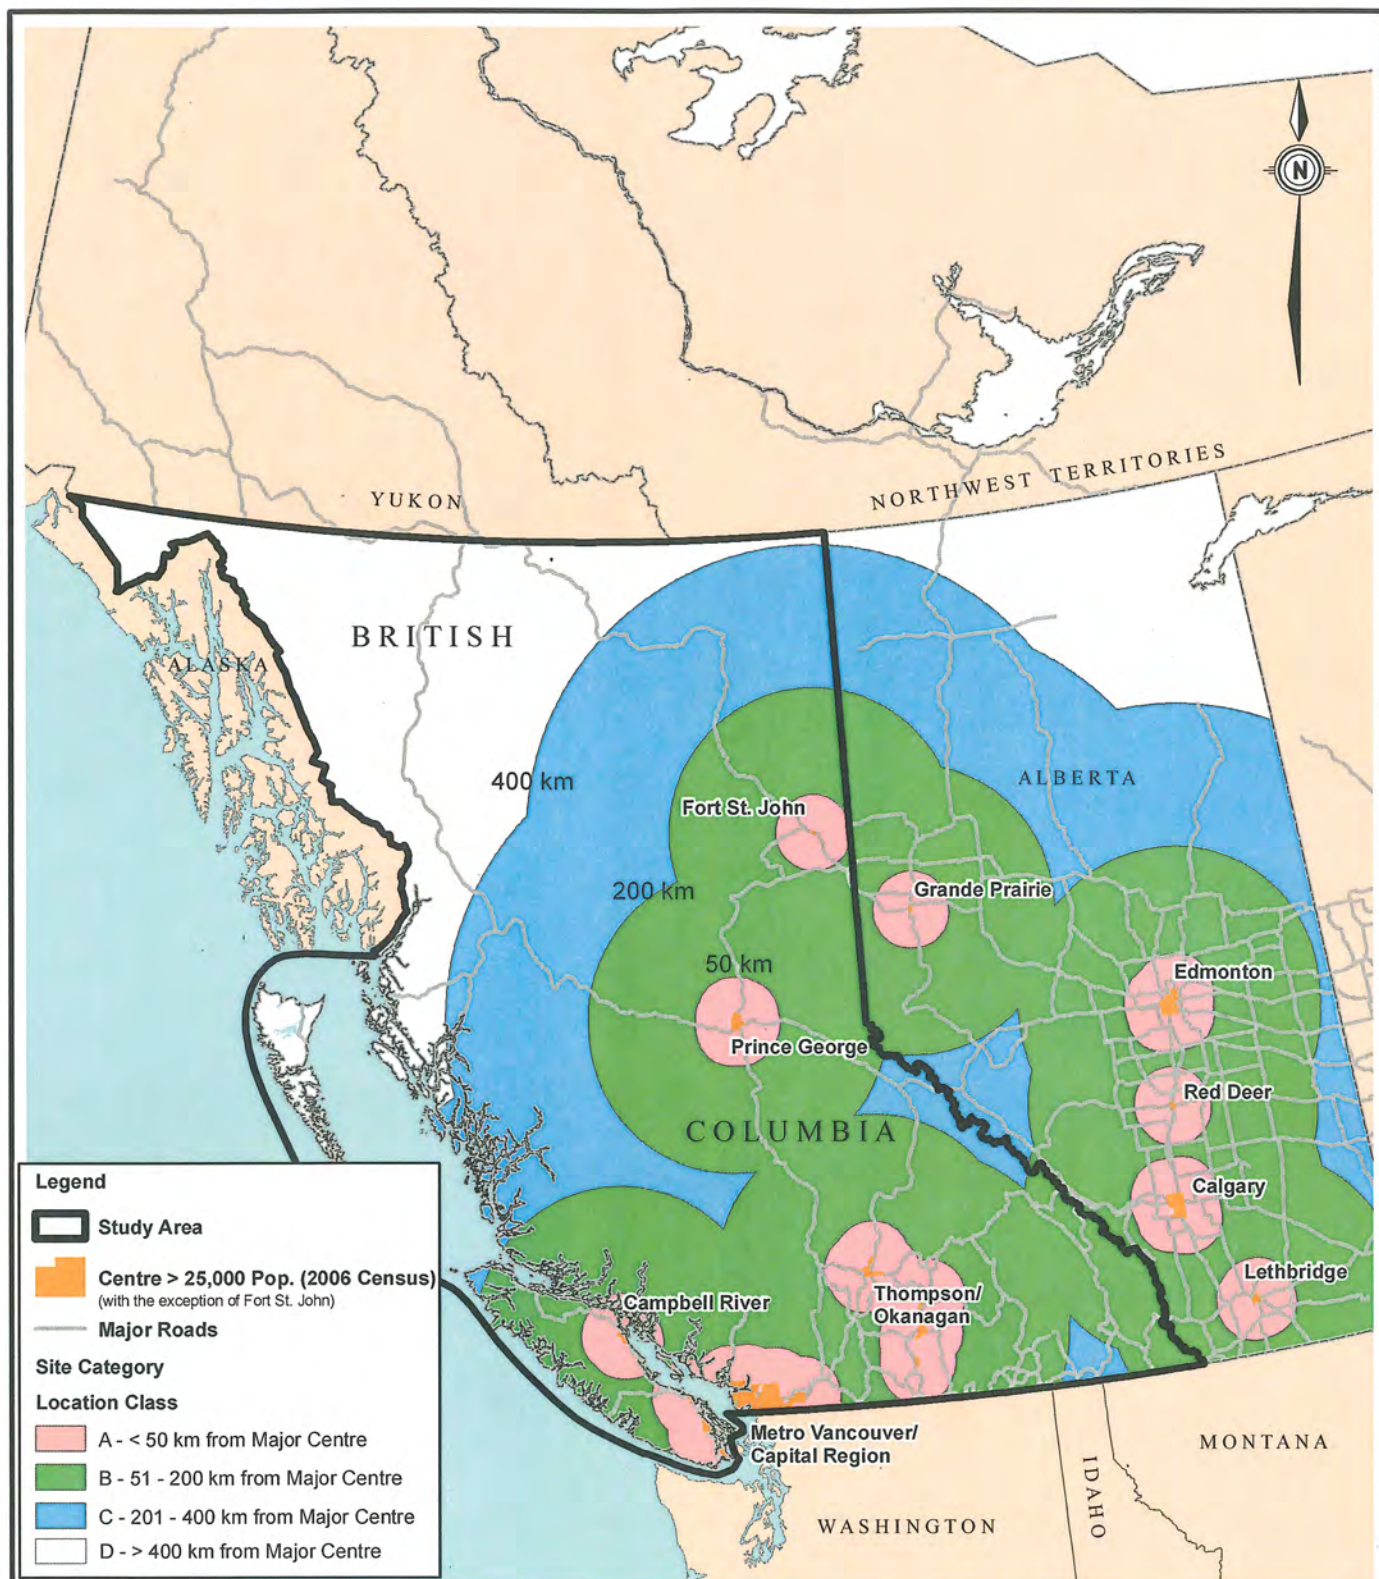 N
YUKON
NORTHWEST TERRITORIES
BRITISH
ALASKA
400 km
ALBERTA
Fort St. John
200 km
Grande Prairie
50 km
Edmonton
Prince George
Red Deer
COLUMBIA
Calgary
Lethbridge
Thompson/
Okanagan
Campbell River
Metro Vancouver/
Capital Region
MONTANA
IDAHO
WASHINGTON
Legend
Study Area
Centre > 25,000 Pop. (2006 Census)
(with the exception of Fort St. John)
Major Roads
Site Category
Location Class
A - < 50 km from Major Centre
B - 51 - 200 km from Major Centre
C - 201 - 400 km from Major Centre
D - > 400 km from Major Centre